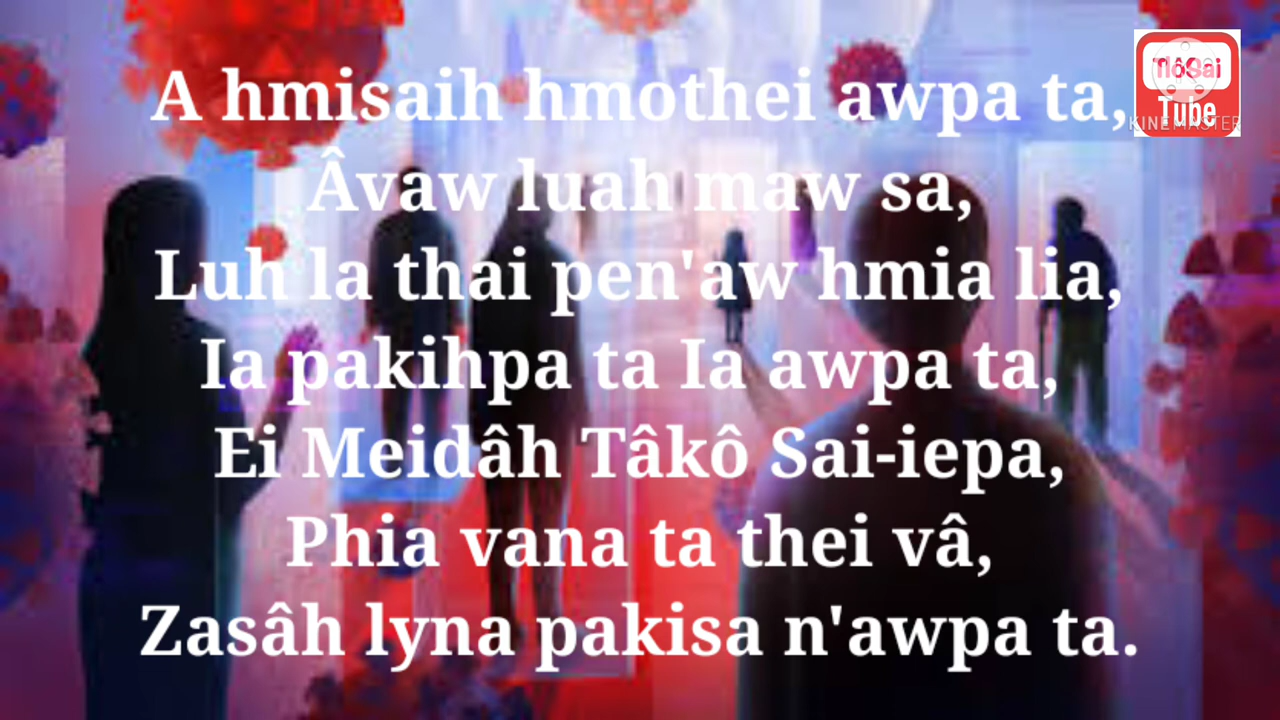 A hmisaih hmothei awpa ta,
Âvaw luah maw sa,
Luh la thai pen'aw hmia lia,
Ia pakihpa ta Ia awpa ta,
Ei Meidâh Tâkô Sai-iepa,
Phia vana ta thei vâ,
Zasâh lyna pakisa n'awpa ta.
Tube
KINEMASTER